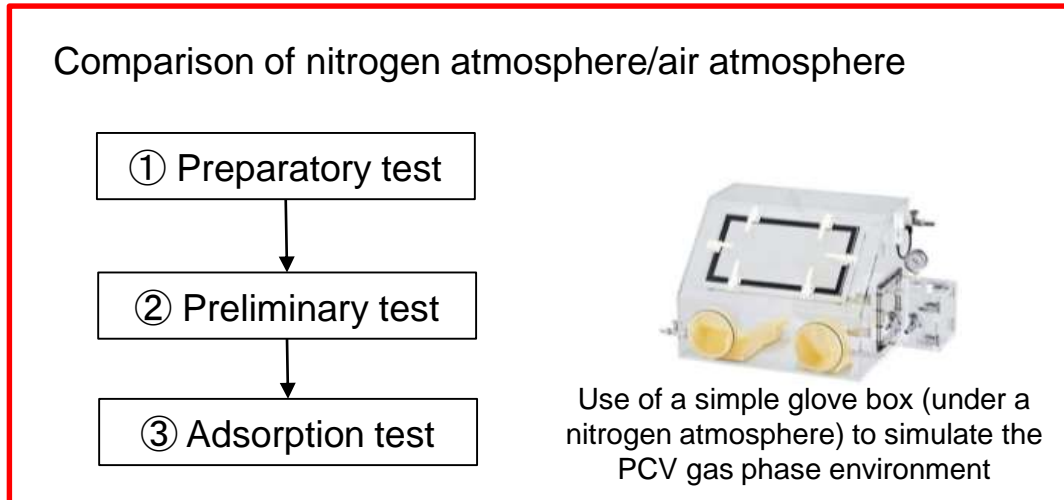 Comparison of nitrogen atmosphere/air atmosphere
① Preparatory test
② Preliminary test
③ Adsorption test
Use of a simple glove box (under a
nitrogen atmosphere) to simulate the
PCV gas phase environment